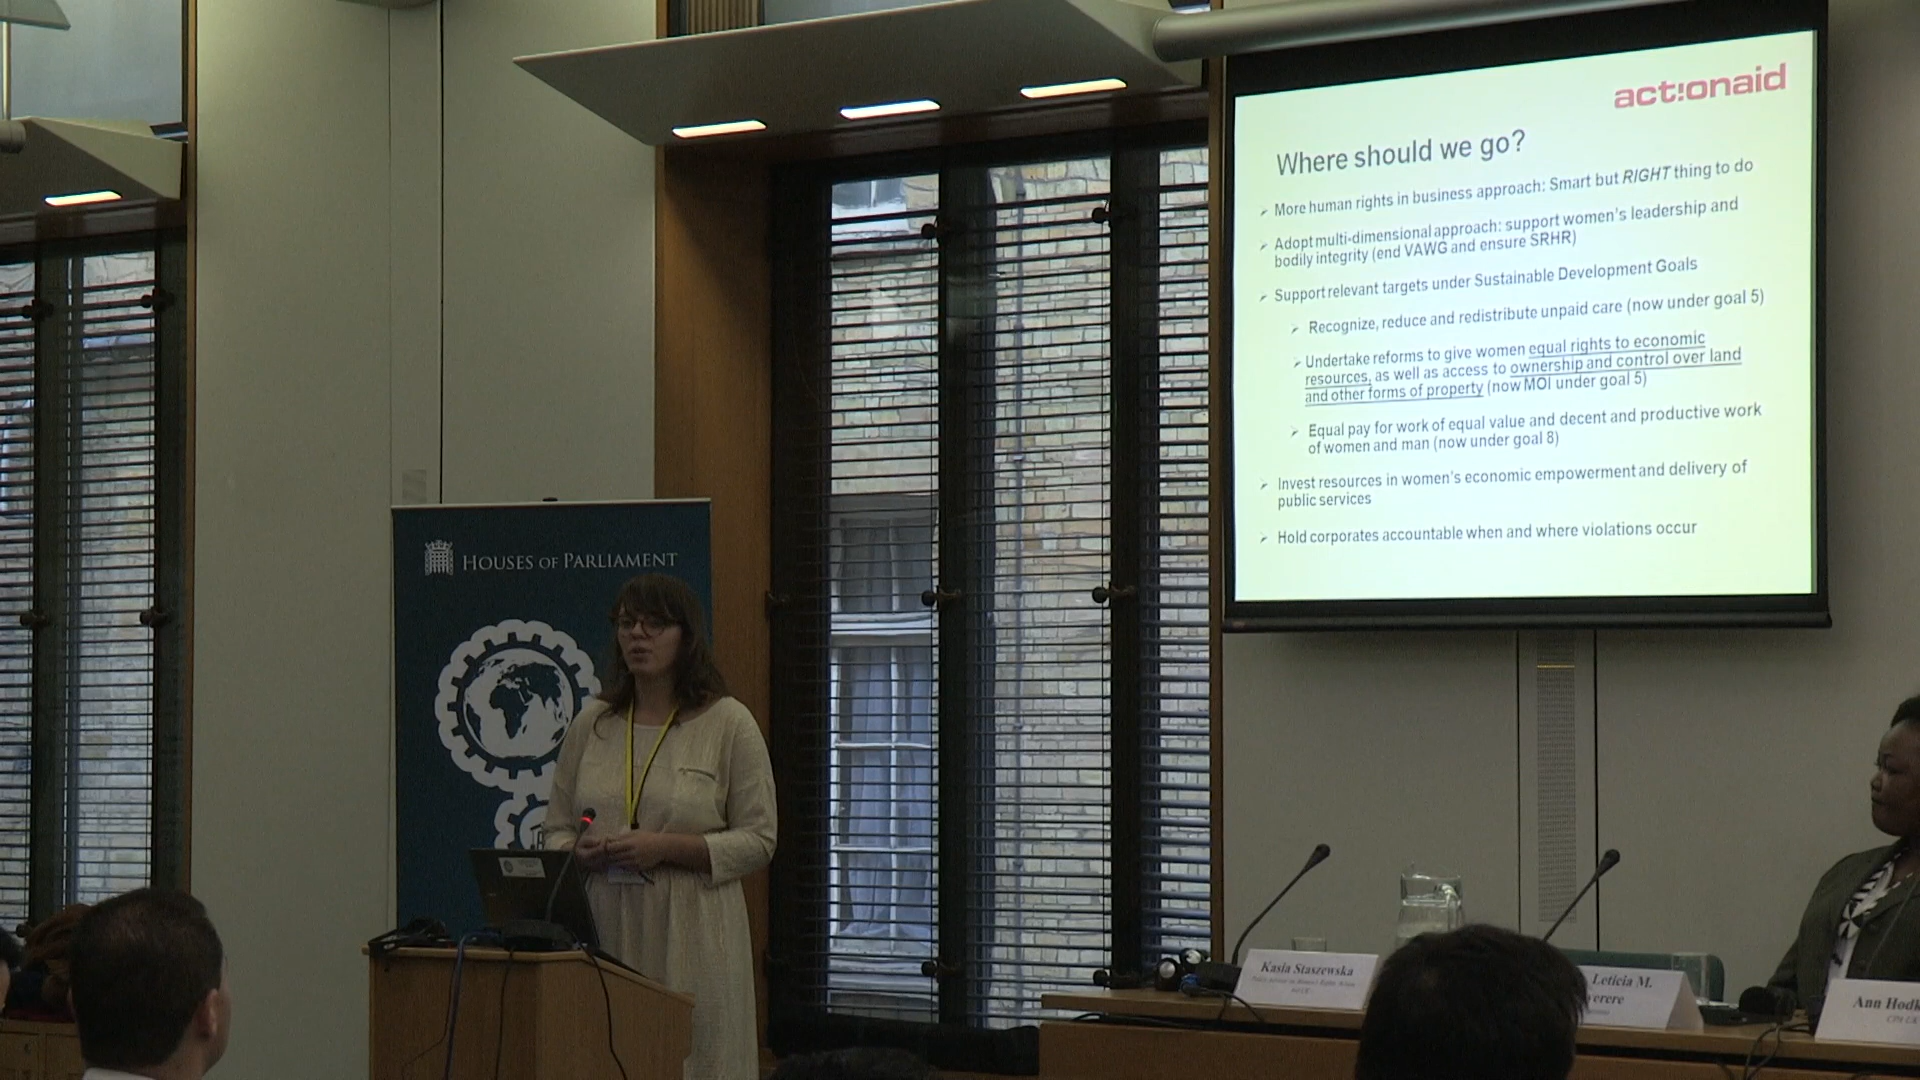 act!onaid
Where should we go?
➢ More human rights in business approach: Smart but RIGHT thing to do
➢ Adopt multi-dimensional approach: support women's leadership and
bodily integrity (end VAWG and ensure SRHR)
➢ Support relevant targets under Sustainable Development Goals
➢ Recognize, reduce and redistribute unpaid care (now under goal 5)
➢ Undertake reforms to give women equal rights to economic
resources, as well as access to ownership and control over land
and other forms of property (now MOI under goal 5)
➢ Equal pay for work of equal value and decent and productive work
of women and man (now under goal 8)
➢ Invest resources in women's economic empowerment and delivery of
public services
➢ Hold corporates accountable when and where violations occur
HOUSES OF PARLIAMENT
Kasia Staszewska
Leticia M.
Ann